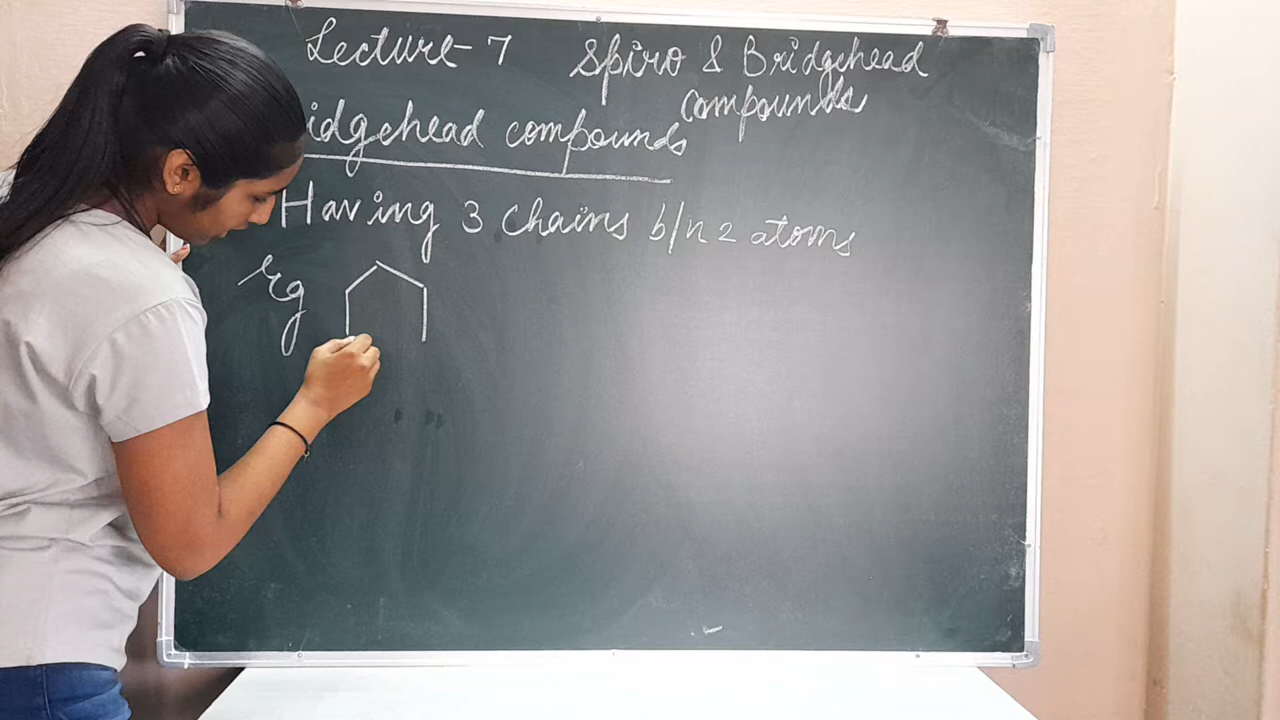 Lecture-7 Spiro & Bridgehead
compounds
idgehead compounds
Having 3 chains b/n 2 atoms
Eg